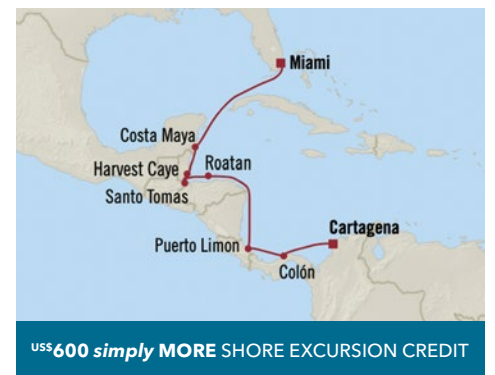 Miami
Costa Maya
Harvest Caye
Roatan
Santo Tomas
Cartagena
Puerto Limon
Colón
US$600 simply MORE SHORE EXCURSION CREDIT